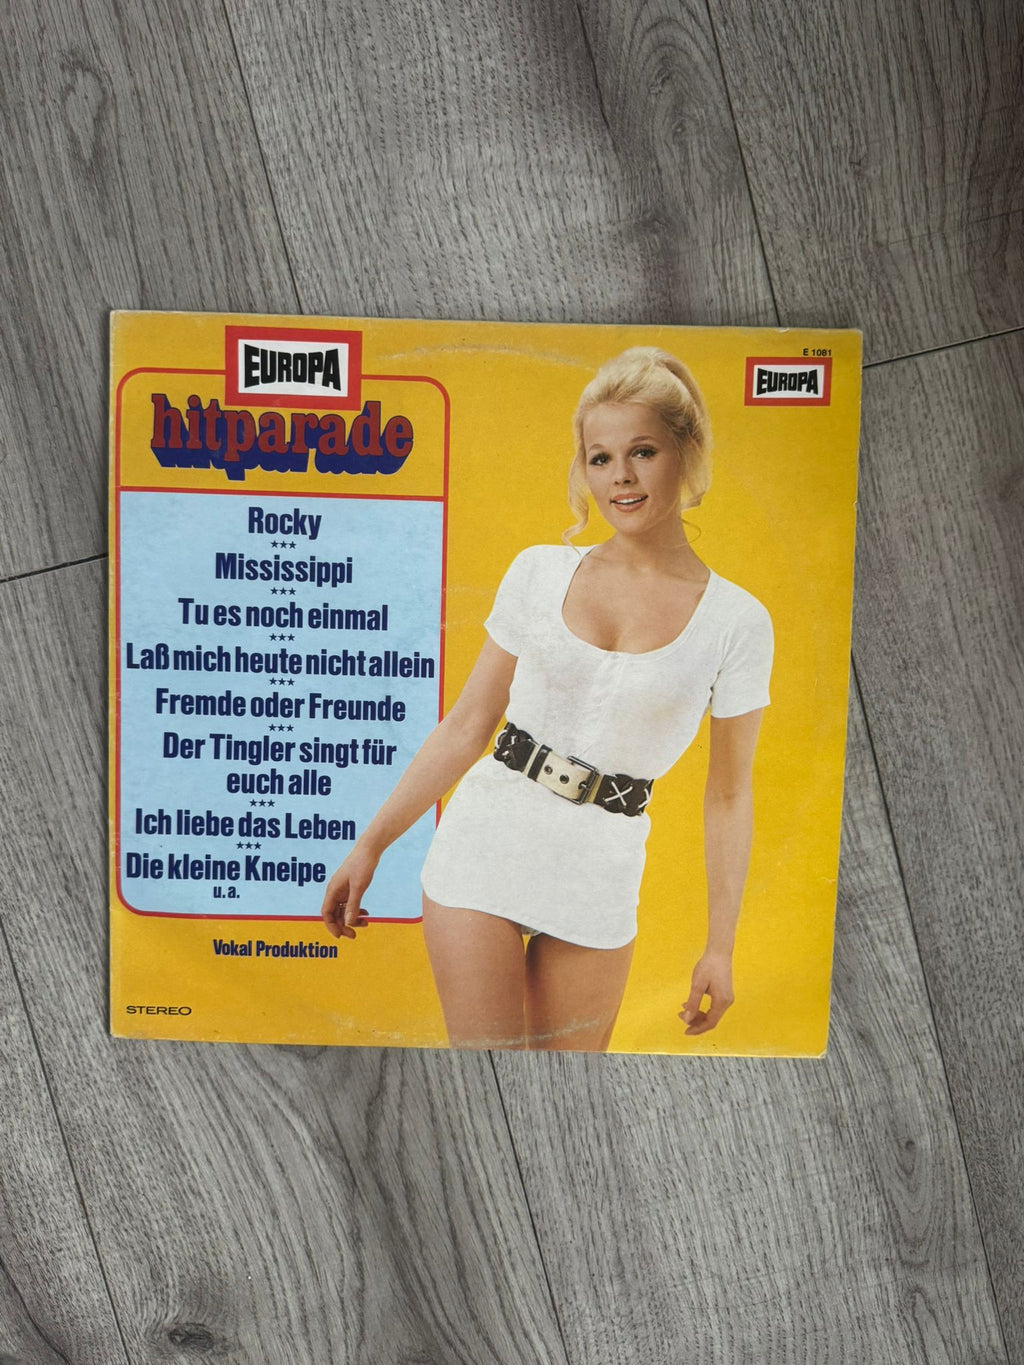 EUROPA
hitparade
Rocky
***
Mississippi
***
Tu es noch einmal
***
Laß mich heute nicht allein
***
Fremde oder Freunde
***
Der Tingler singt für
euch alle
***
Ich liebe das Leben
***
Die kleine Kneipe
u.a.
Vokal Produktion
STEREO
E 1081
EUROPA